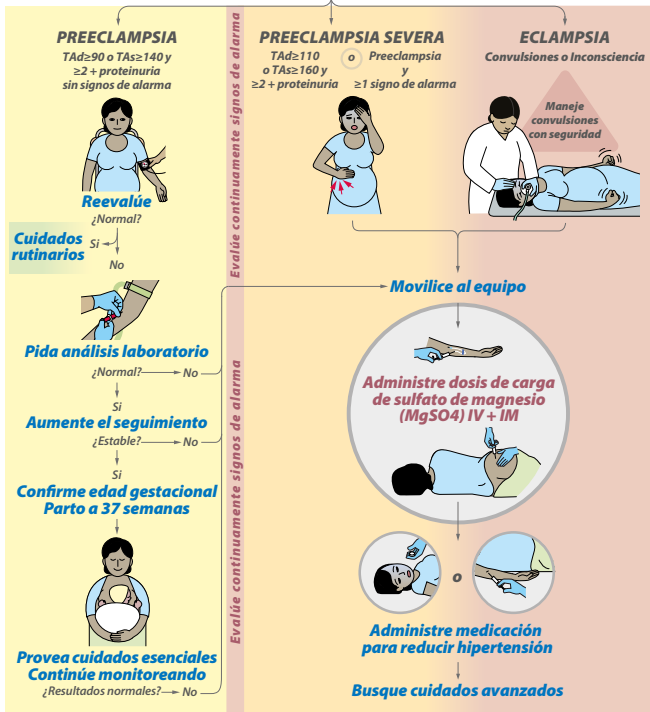 PREECLAMPSIA
TAd≥90 o TAs≥140 y
≥2 + proteinuria
sin signos de alarma
Reevalúe
¿Normal?
Si
Cuidados
rutinarios
No
Pida análisis laboratorio
¿Normal?
No
Si
Aumente el seguimiento
¿Estable?
No
Si
Confirme edad gestacional
Parto a 37 semanas
Provea cuidados esenciales
Continúe monitoreando
¿Resultados normales?
No
Evalúe continuamente signos de alarma
Evalúe continuamente signos de alarma
PREECLAMPSIA SEVERA
TAd≥110
o TAs≥160 y
≥2 + proteinuria
o
Preeclampsia
y
≥1 signo de alarma
ECLAMPSIA
Convulsiones o Inconsciencia
Maneje
convulsiones
con seguridad
Movilice al equipo
Administre dosis de carga
de sulfato de magnesio
(MgSO4) IV + IM
o
Administre medicación
para reducir hipertensión
Busque cuidados avanzados